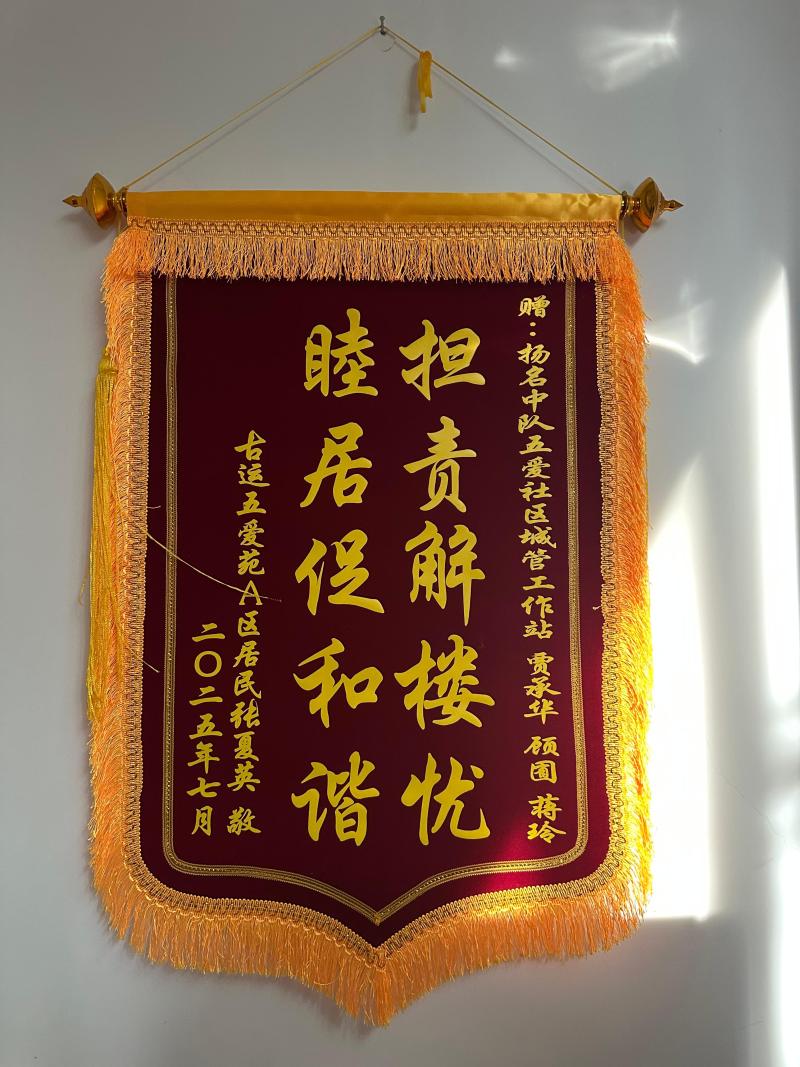 赠：扬名中队五爱社区城管工作站 贾承华 顾囿 蒋玲
担责解楼忧
睦居促和谐
古运五爱苑A区居民张夏英 敬
二〇二五年七月